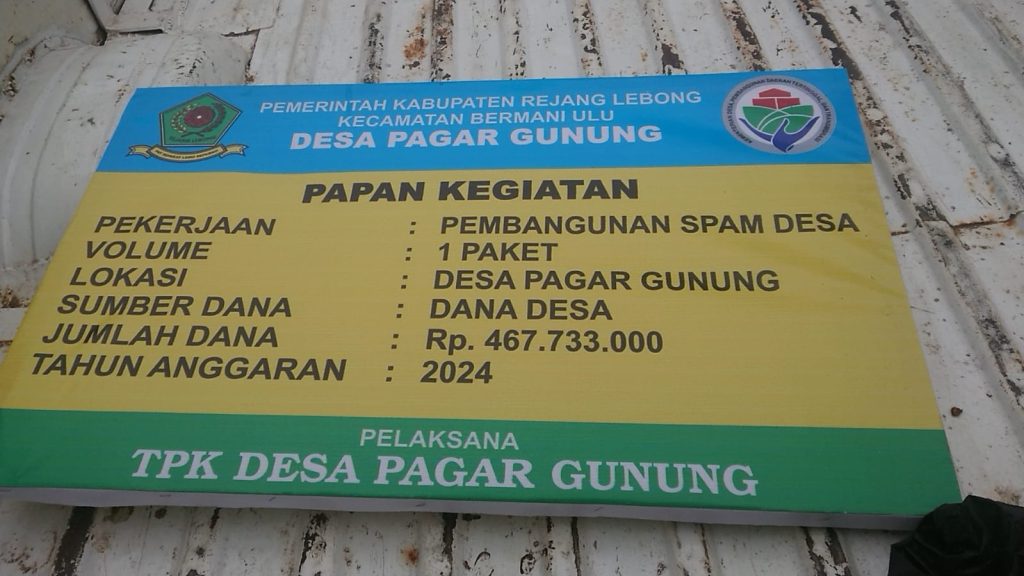 PEMERINTAH KABUPATEN REJANG LEBONG
KECAMATAN BERMANI ULU
DESA PAGAR GUNUNG
PAPAN KEGIATAN
PEKERJAAN : PEMBANGUNAN SPAM DESA
VOLUME : 1 PAKET
LOKASI : DESA PAGAR GUNUNG
SUMBER DANA : DANA DESA
JUMLAH DANA : Rp. 467.733.000
TAHUN ANGGARAN : 2024
PELAKSANA
TPK DESA PAGAR GUNUNG